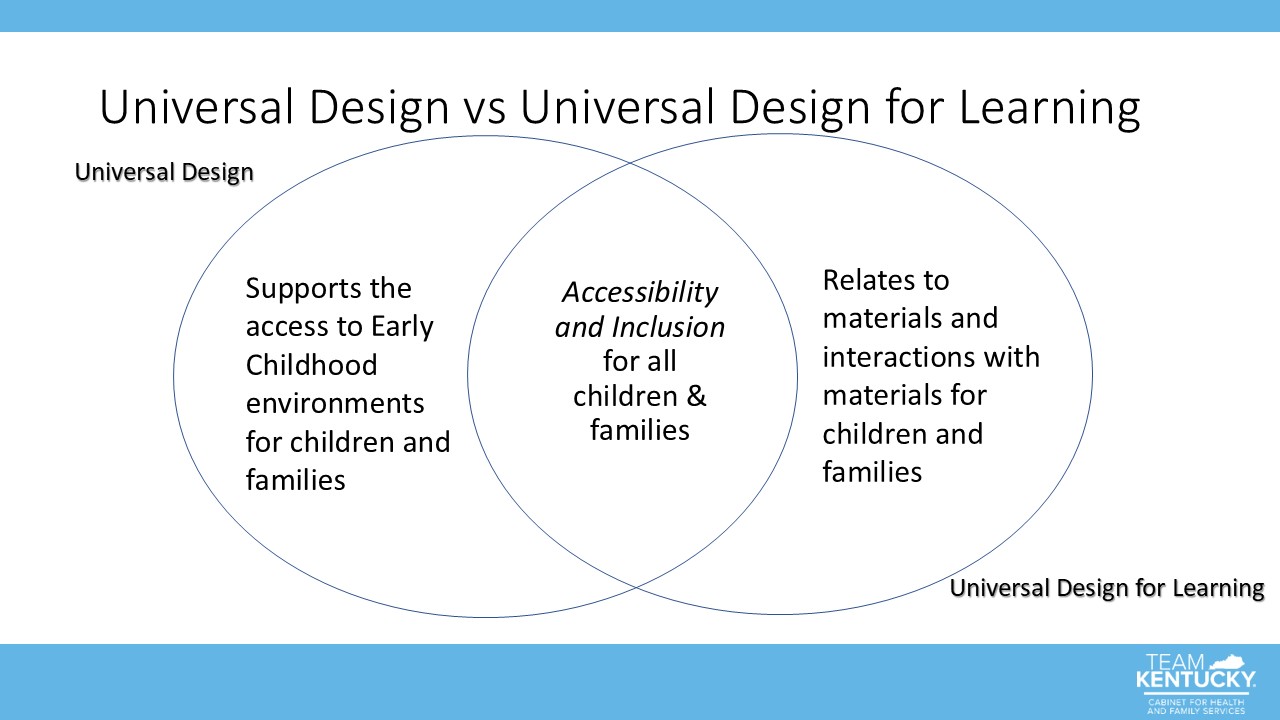 Universal Design vs Universal Design for Learning
Universal Design
Supports the
access to Early
Childhood
environments
for children and
families
Accessibility
and Inclusion
for all
children &
families
Relates to
materials and
interactions with
materials for
children and
families
Universal Design for Learning
TEAM
KENTUCKY.
CABINET FOR HEALTH
AND FAMILY SERVICES